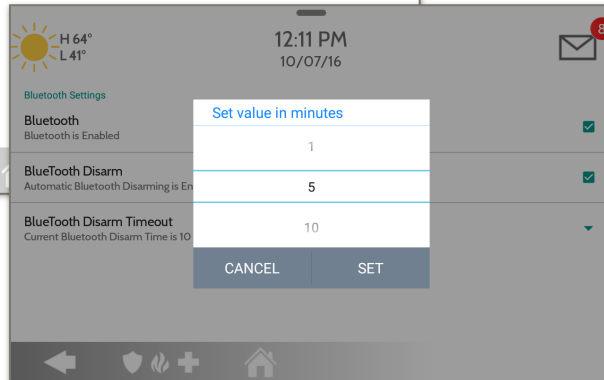 H 64°
L 41°
12:11 PM
10/07/16
8
Bluetooth Settings
Bluetooth
Bluetooth is Enabled
BlueTooth Disarm
Automatic Bluetooth Disarming is En
BlueTooth Disarm Timeout
Current Bluetooth Disarm Time is 10
Set value in minutes
1
5
10
CANCEL SET